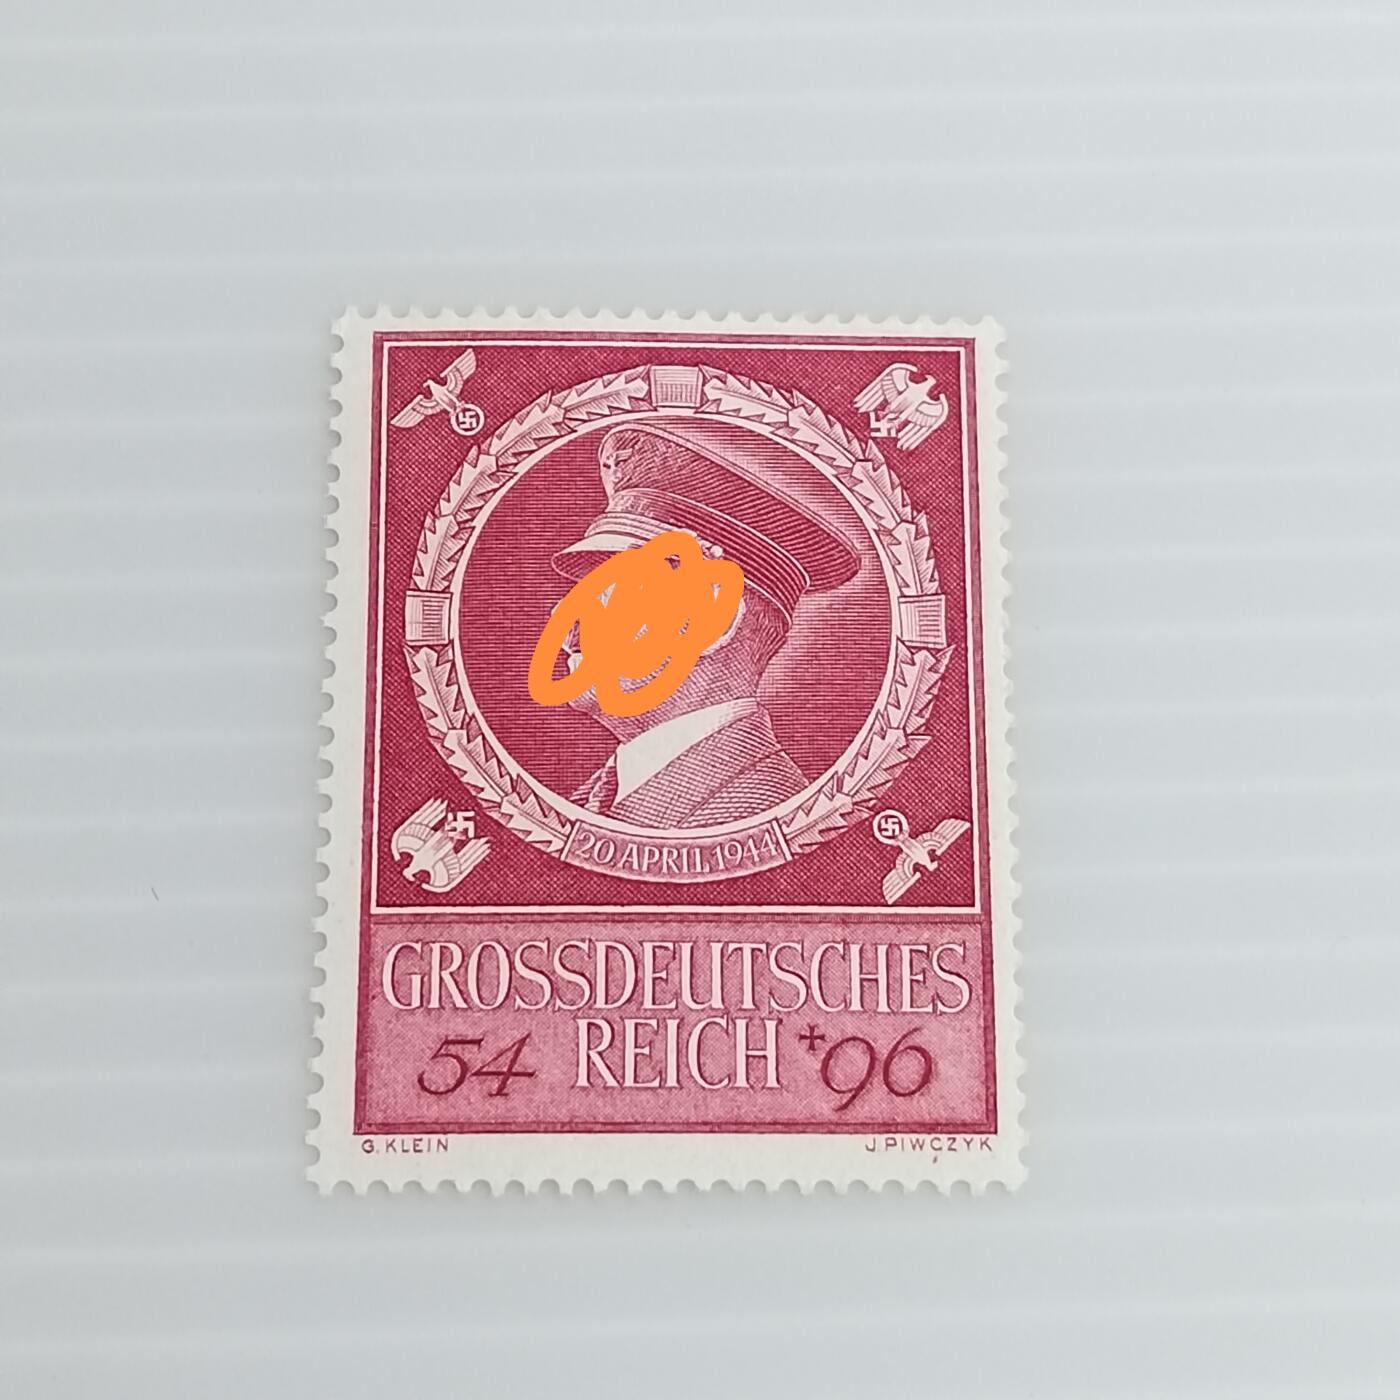 20 APRIL 1944
GROSSDEUTSCHES
54 REICH +96
G. KLEIN J. PIWCZYK